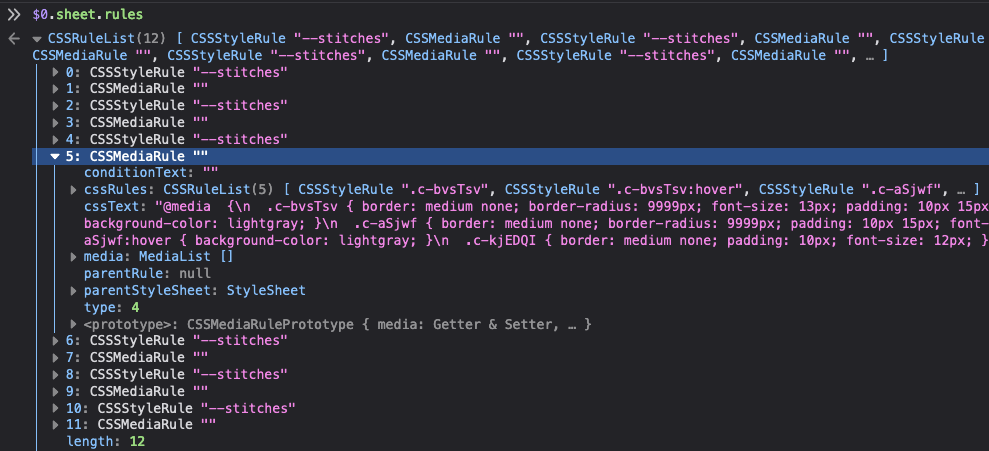 $0.sheet.rules
CSSRuleList(12) [ CSSStyleRule "--stitches", CSSMediaRule "", CSSStyleRule "--stitches", CSSMediaRule "", CSSStyleRule
CSSMediaRule "", CSSStyleRule "--stitches", CSSMediaRule "", CSSStyleRule "--stitches", CSSMediaRule "", … ]
0: CSSStyleRule "--stitches"
1: CSSMediaRule ""
2: CSSStyleRule "--stitches"
3: CSSMediaRule ""
4: CSSStyleRule "--stitches"
5: CSSMediaRule ""
conditionText: ""
cssRules: CSSRuleList(5) [ CSSStyleRule ".c-bvsTsv", CSSStyleRule ".c-bvsTsv:hover", CSSStyleRule ".c-aSjwf", … ]
cssText: "@media  {\n  .c-bvsTsv { border: medium none; border-radius: 9999px; font-size: 13px; padding: 10px 15px
background-color: lightgray; }\n  .c-aSjwf { border: medium none; border-radius: 9999px; padding: 10px 15px; font-
aSjwf:hover { background-color: lightgray; }\n  .c-kjEDQI { border: medium none; padding: 10px; font-size: 12px; }
media: MediaList []
parentRule: null
parentStyleSheet: StyleSheet
type: 4
<prototype>: CSSMediaRulePrototype { media: Getter & Setter, … }
6: CSSStyleRule "--stitches"
7: CSSMediaRule ""
8: CSSStyleRule "--stitches"
9: CSSMediaRule ""
10: CSSStyleRule "--stitches"
11: CSSMediaRule ""
length: 12